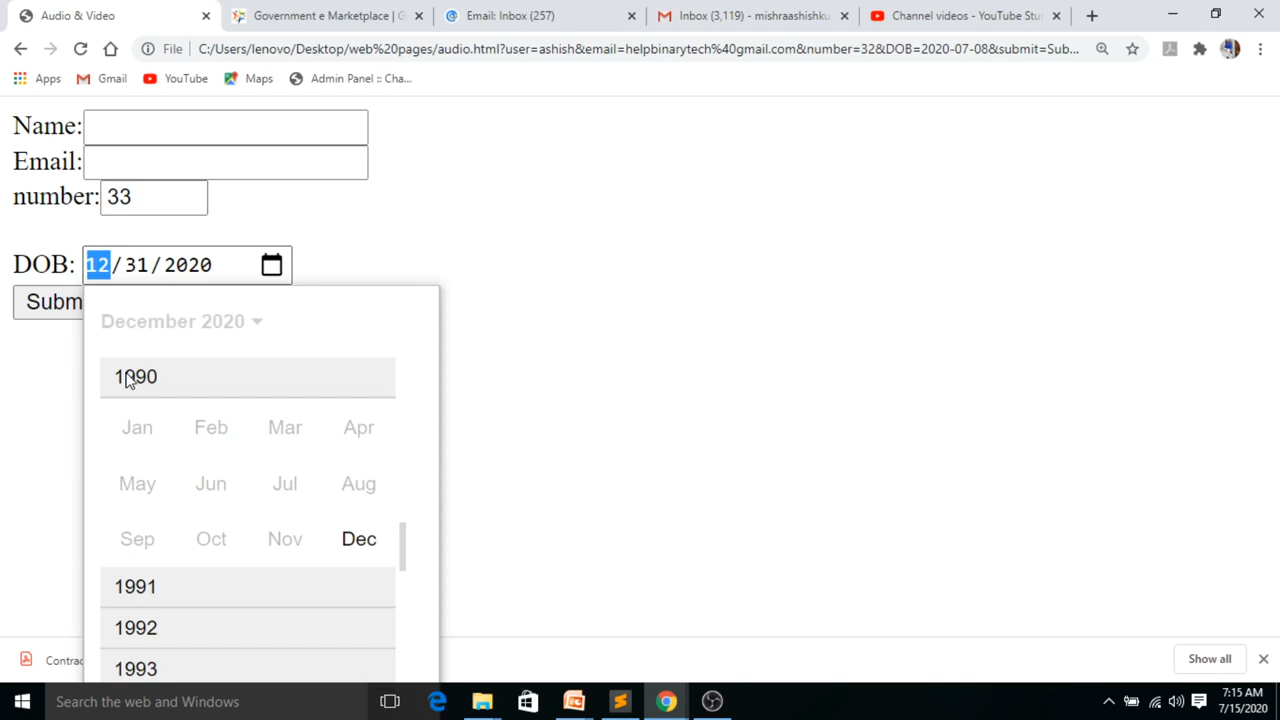 Audio & Video
Government e Marketplace | G
Email: Inbox (257)
Inbox (3,119) - mishraashishku
Channel videos - YouTube Stu
File
C:/Users/lenovo/Desktop/web%20pages/audio.html?user=ashish&email=helpbinarytech%40gmail.com&number=32&DOB=2020-07-08&submit=Sub...
Apps
Gmail
YouTube
Maps
Admin Panel :: Cha...
Name:
Email:
number: 33
DOB: 12/31/2020
Subm
December 2020
1990
Jan Feb Mar Apr
May Jun Jul Aug
Sep Oct Nov Dec
1991
1992
1993
Contrac
Show all
Search the web and Windows
7:15 AM
7/15/2020